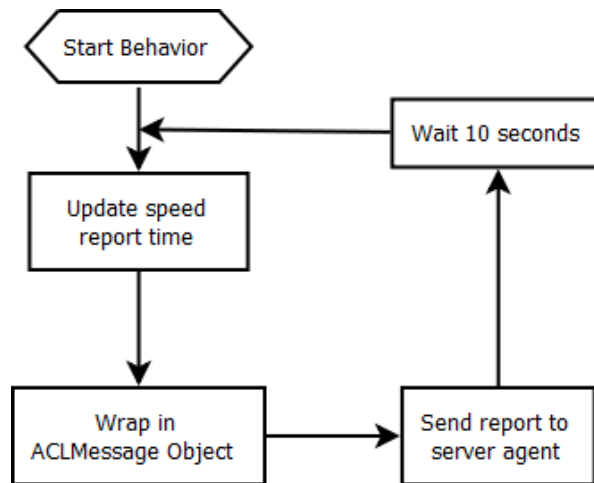 Start Behavior
Wait 10 seconds
Update speed
report time
Wrap in
ACLMessage Object
Send report to
server agent